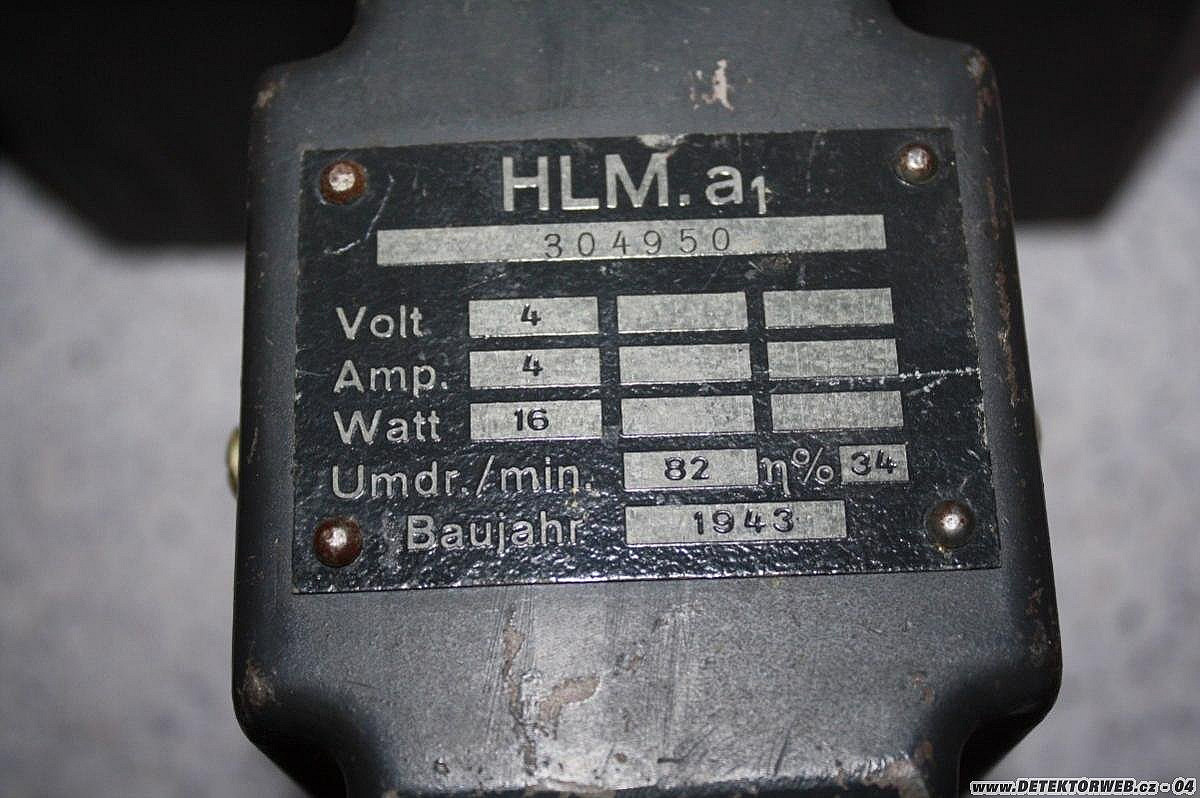 HLM. a1
304950
Volt 4
Amp. 4
Watt 16
Umdr./min. 82 η% 34
Baujahr 1943
www.DETEKTORWEB.cz - 04